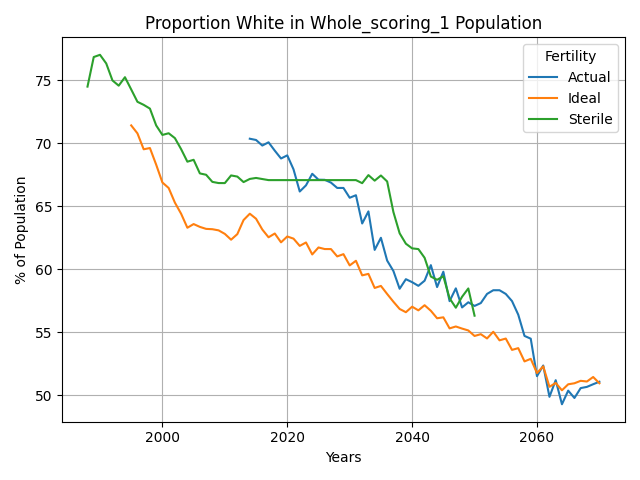 Proportion White in Whole_scoring_1 Population
Fertility
Actual
Ideal
Sterile
% of Population
75
70
65
60
55
50
2000
2020
2040
2060
Years